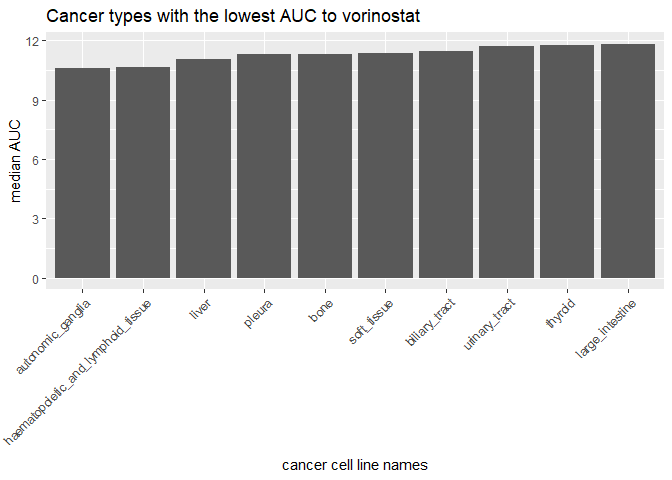 Cancer types with the lowest AUC to vorinostat
12
9
6
3
0
median AUC
autonomic_ganglia
haematopoietic_and_lymphoid_tissue
liver
pleura
bone
soft_tissue
biliary_tract
urinary_tract
thyroid
large_intestine
cancer cell line names